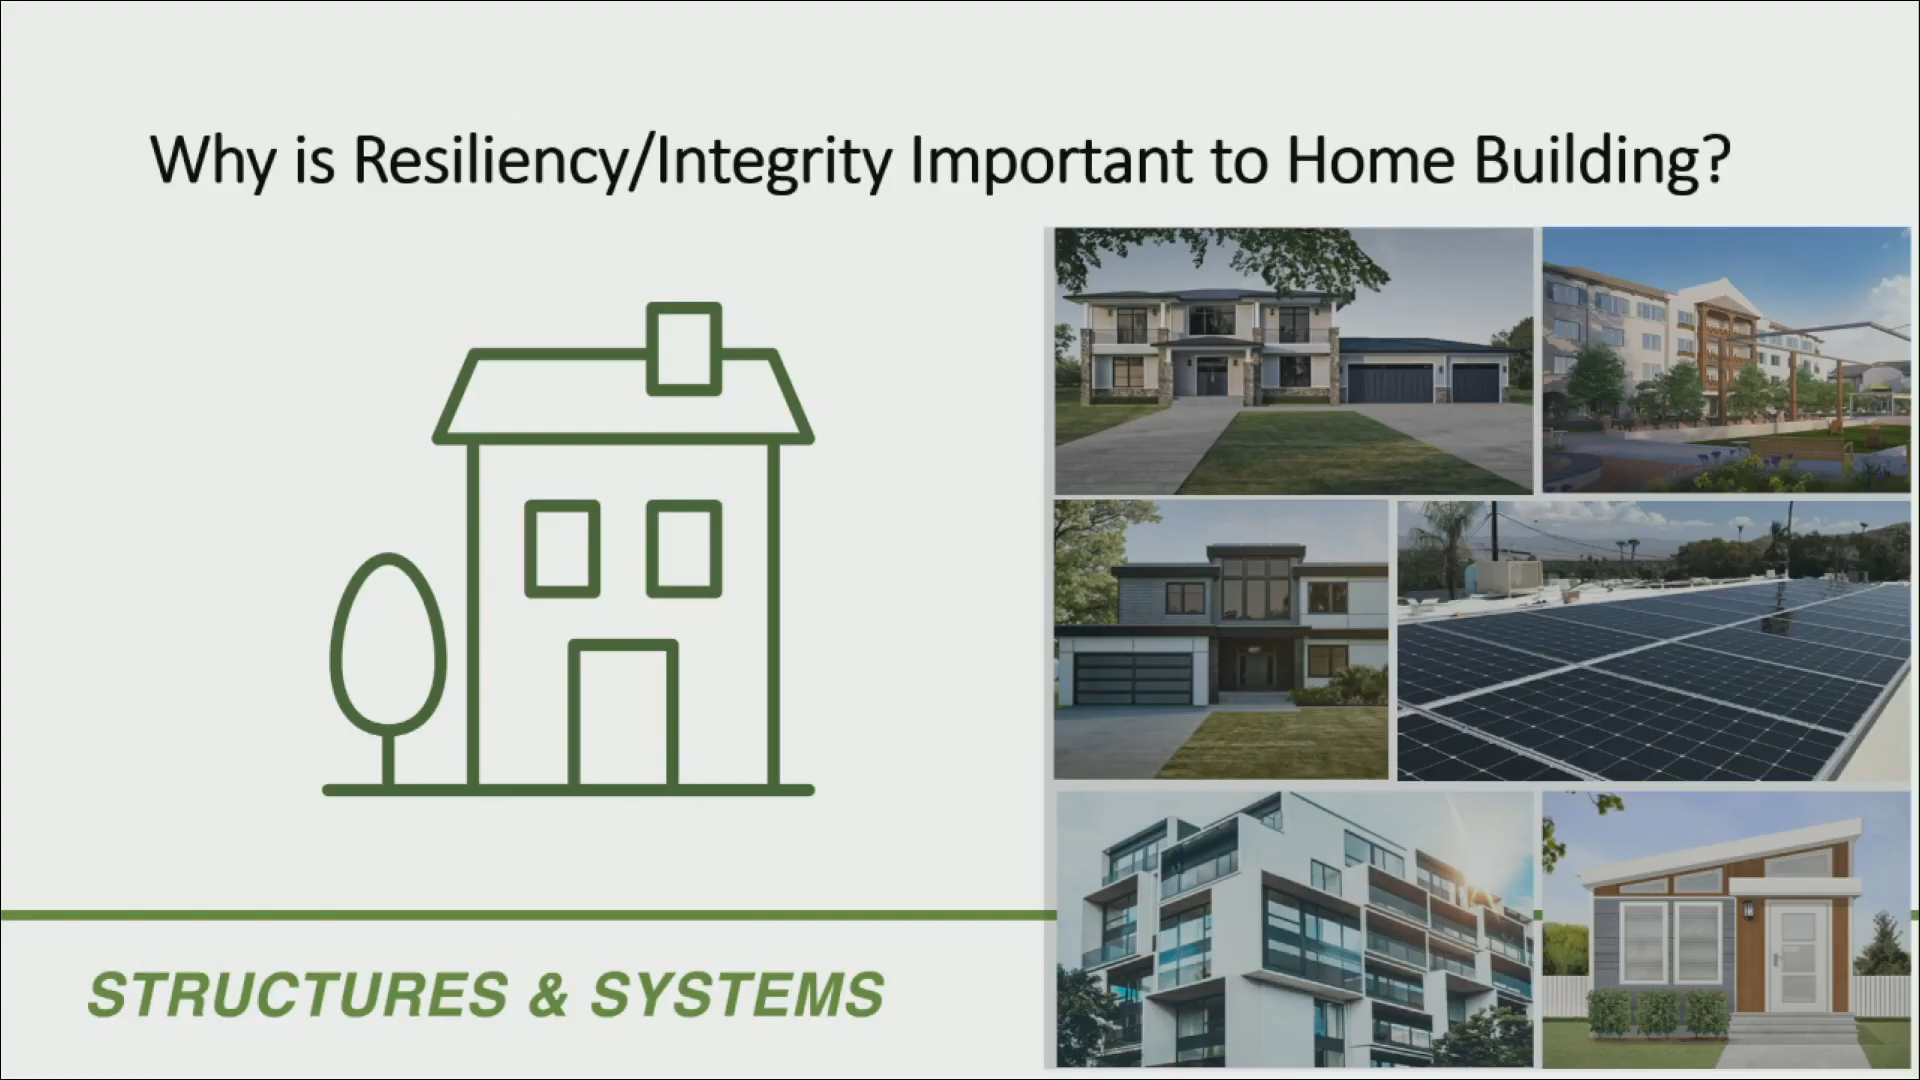 Why is Resiliency/Integrity Important to Home Building?
STRUCTURES & SYSTEMS